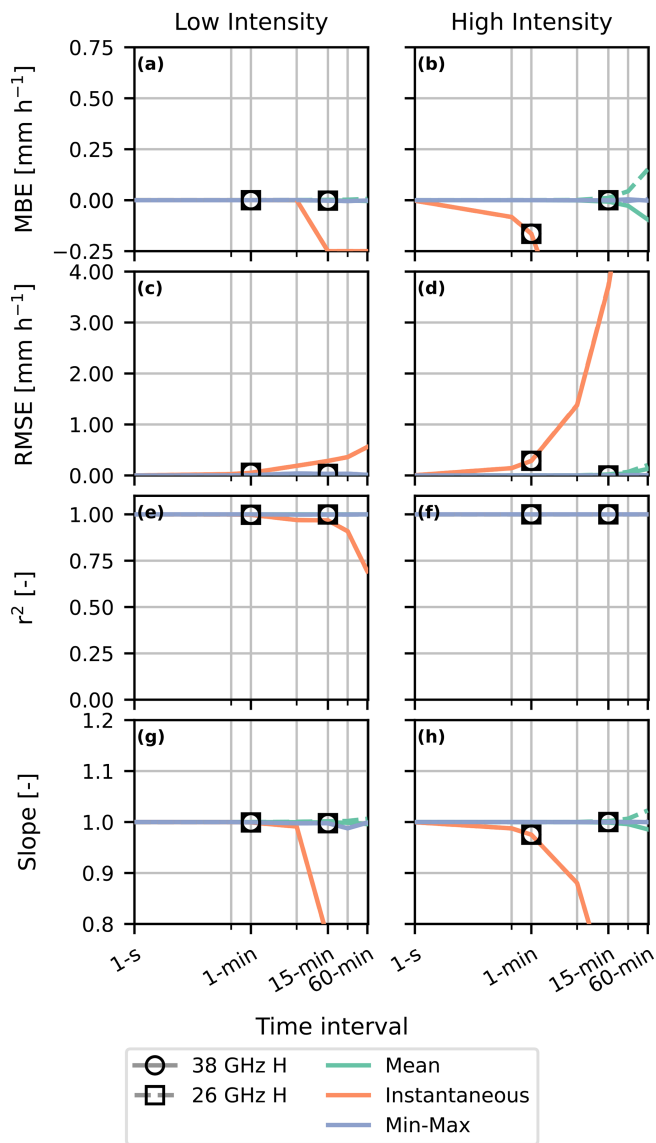 Low Intensity
High Intensity
MBE [mm h⁻¹]
0.75
0.50
0.25
0.00
−0.25
(a)
(b)
RMSE [mm h⁻¹]
4.00
3.00
2.00
1.00
0.00
(c)
(d)
r² [-]
1.00
0.75
0.50
0.25
0.00
(e)
(f)
Slope [-]
1.2
1.1
1.0
0.9
0.8
(g)
(h)
1-s
1-min
15-min
60-min
1-s
1-min
15-min
60-min
Time interval
38 GHz H
26 GHz H
Mean
Instantaneous
Min-Max